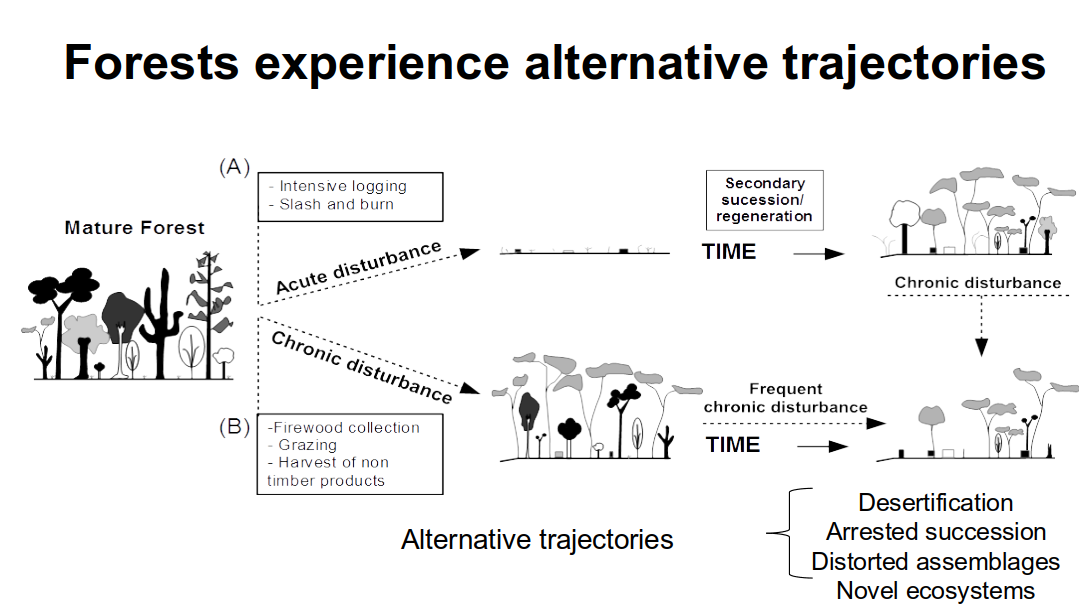 Forests experience alternative trajectories
(A)
- Intensive logging
- Slash and burn
Mature Forest
Acute disturbance
Secondary
sucession/
regeneration
TIME
Chronic disturbance
Chronic disturbance
(B)
-Firewood collection
- Grazing
- Harvest of non
timber products
Frequent
chronic disturbance
TIME
Alternative trajectories
Desertification
Arrested succession
Distorted assemblages
Novel ecosystems